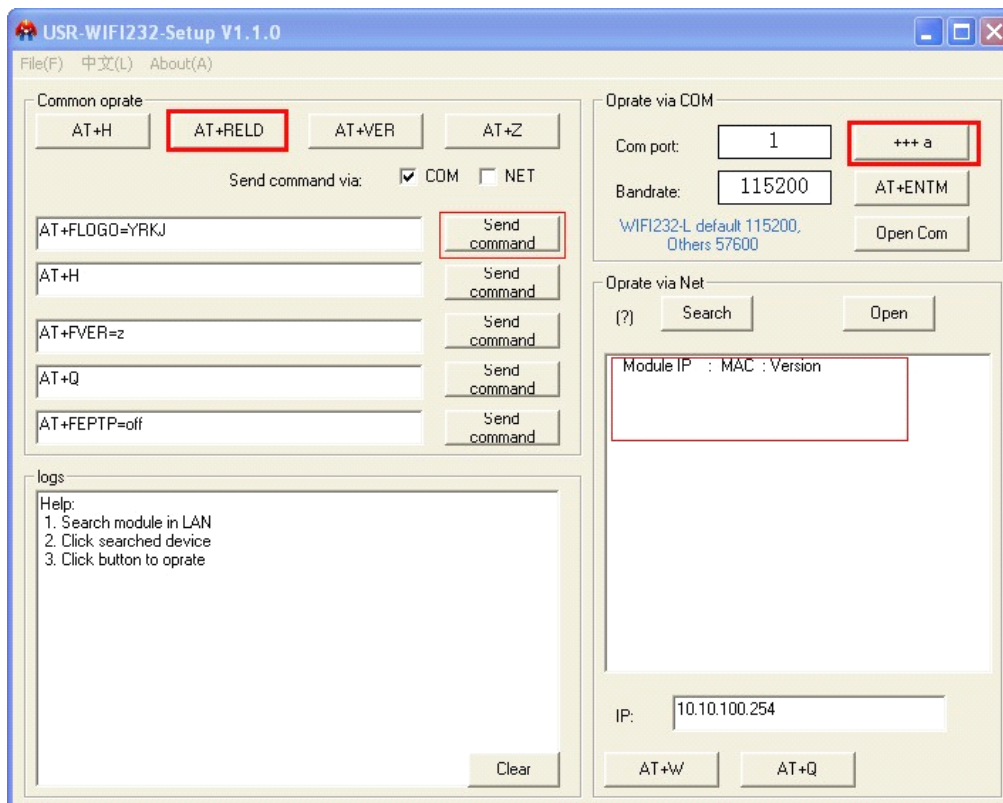 USR-WIFI232-Setup V1.1.0
File(F) 中文(L) About(A)
Common oprate
AT+H AT+RELD AT+VER AT+Z
Send command via: COM NET
AT+FLOGO=YRKJ
Send command
AT+H
Send command
AT+FVER=z
Send command
AT+Q
Send command
AT+FEPTP=off
Send command
logs
Help:
1. Search module in LAN
2. Click searched device
3. Click button to oprate
Clear
Oprate via COM
Com port: 1 +++ a
Bandrate: 115200 AT+ENTM
WIFI232-L default 115200,
Others 57600
Open Com
Oprate via Net
(?) Search Open
Module IP : MAC : Version
IP: 10.10.100.254
AT+W AT+Q